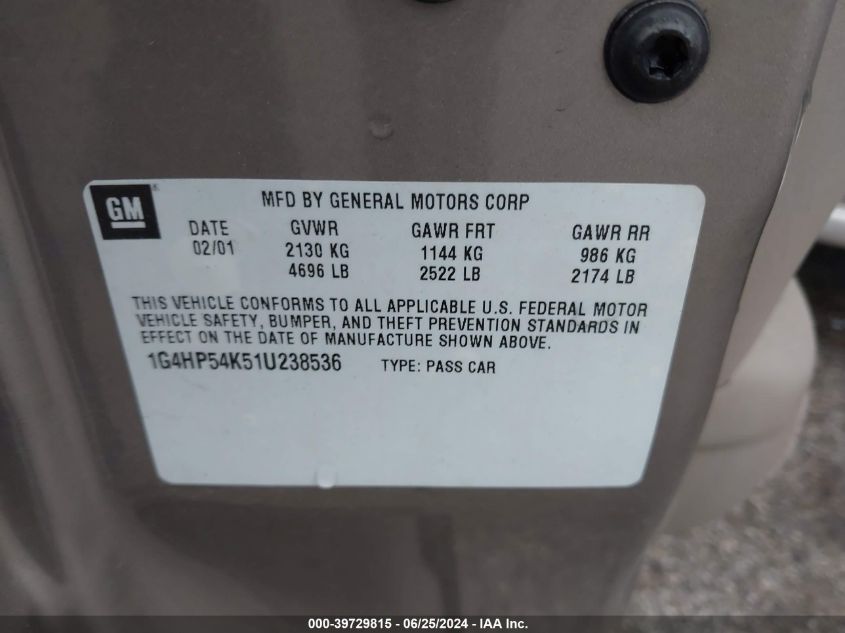 GM
MFD BY GENERAL MOTORS CORP
DATE GVWR GAWR FRT GAWR RR
02/01 2130 KG 1144 KG 986 KG
4696 LB 2522 LB 2174 LB
THIS VEHICLE CONFORMS TO ALL APPLICABLE U.S. FEDERAL MOTOR
VEHICLE SAFETY, BUMPER, AND THEFT PREVENTION STANDARDS IN
EFFECT ON THE DATE OF MANUFACTURE SHOWN ABOVE.
1G4HP54K51U238536 TYPE: PASS CAR
000-39729815 / 06/25/2024 - IAA Inc.